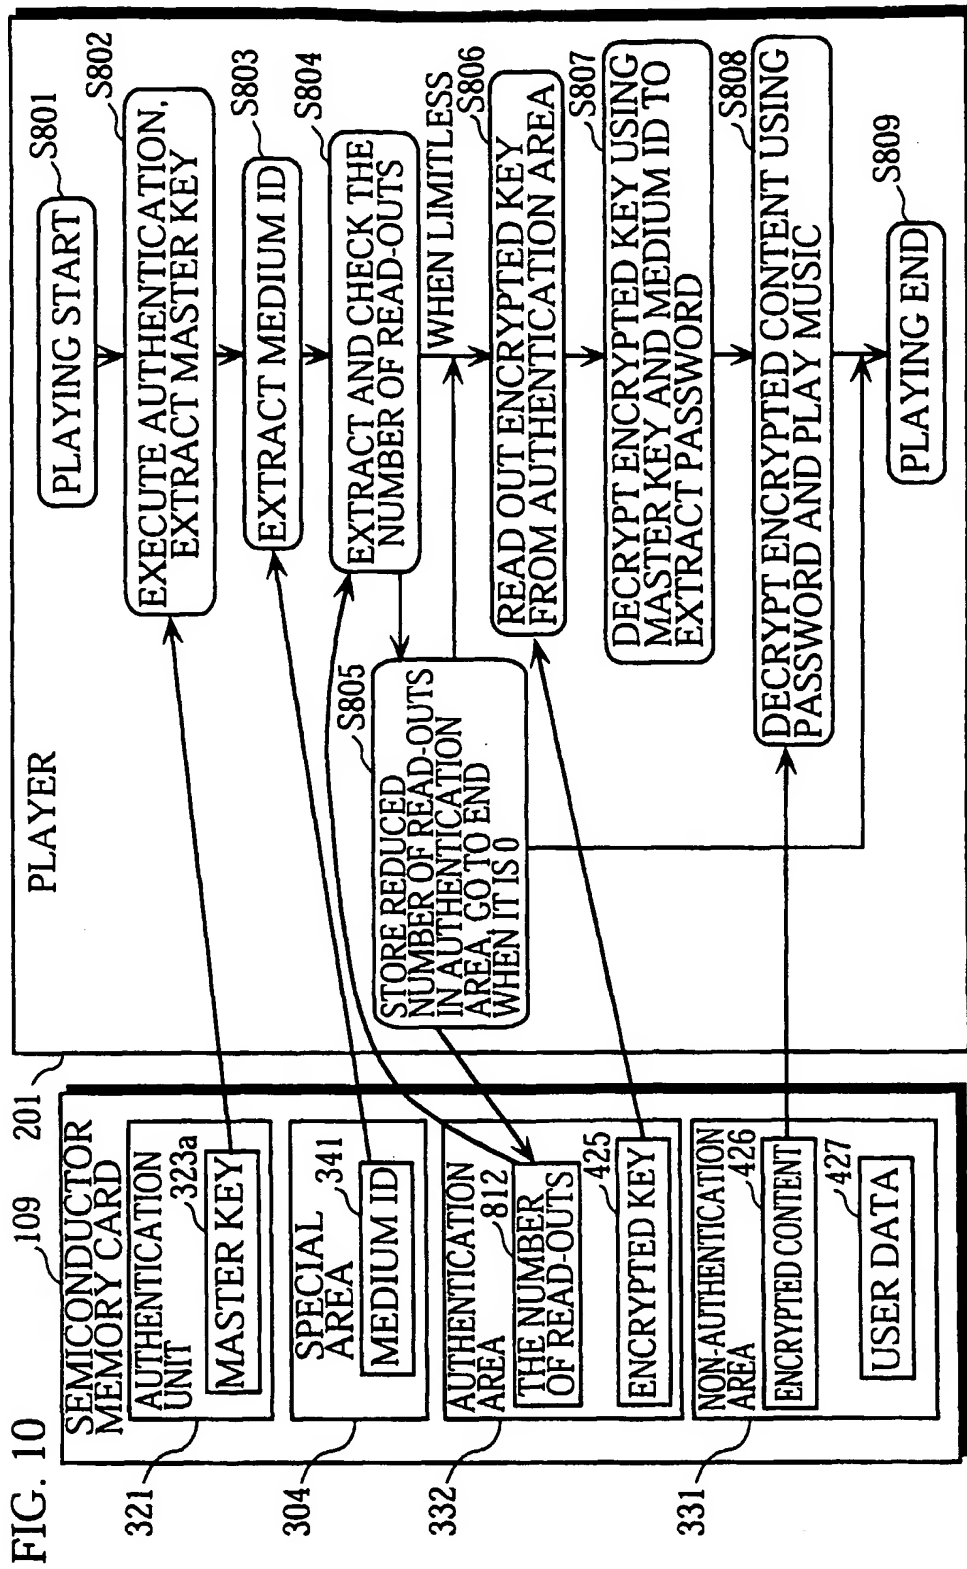 FIG. 10
109
201
SEMICONDUCTOR
MEMORY CARD
321
AUTHENTICATION
UNIT
323a
MASTER KEY
304
SPECIAL
AREA
341
MEDIUM ID
332
AUTHENTICATION
AREA
812
THE NUMBER
OF READ-OUTS
425
ENCRYPTED KEY
331
NON-AUTHENTICATION
AREA
426
ENCRYPTED CONTENT
427
USER DATA
PLAYER
S801
PLAYING START
S802
EXECUTE AUTHENTICATION,
EXTRACT MASTER KEY
S803
EXTRACT MEDIUM ID
S804
EXTRACT AND CHECK THE
NUMBER OF READ-OUTS
S805
STORE REDUCED
NUMBER OF READ-OUTS
IN AUTHENTICATION
AREA. GO TO END
WHEN IT IS 0
WHEN LIMITLESS
S806
READ OUT ENCRYPTED KEY
FROM AUTHENTICATION AREA
S807
DECRYPT ENCRYPTED KEY USING
MASTER KEY AND MEDIUM ID TO
EXTRACT PASSWORD
S808
DECRYPT ENCRYPTED CONTENT USING
PASSWORD AND PLAY MUSIC
S809
PLAYING END